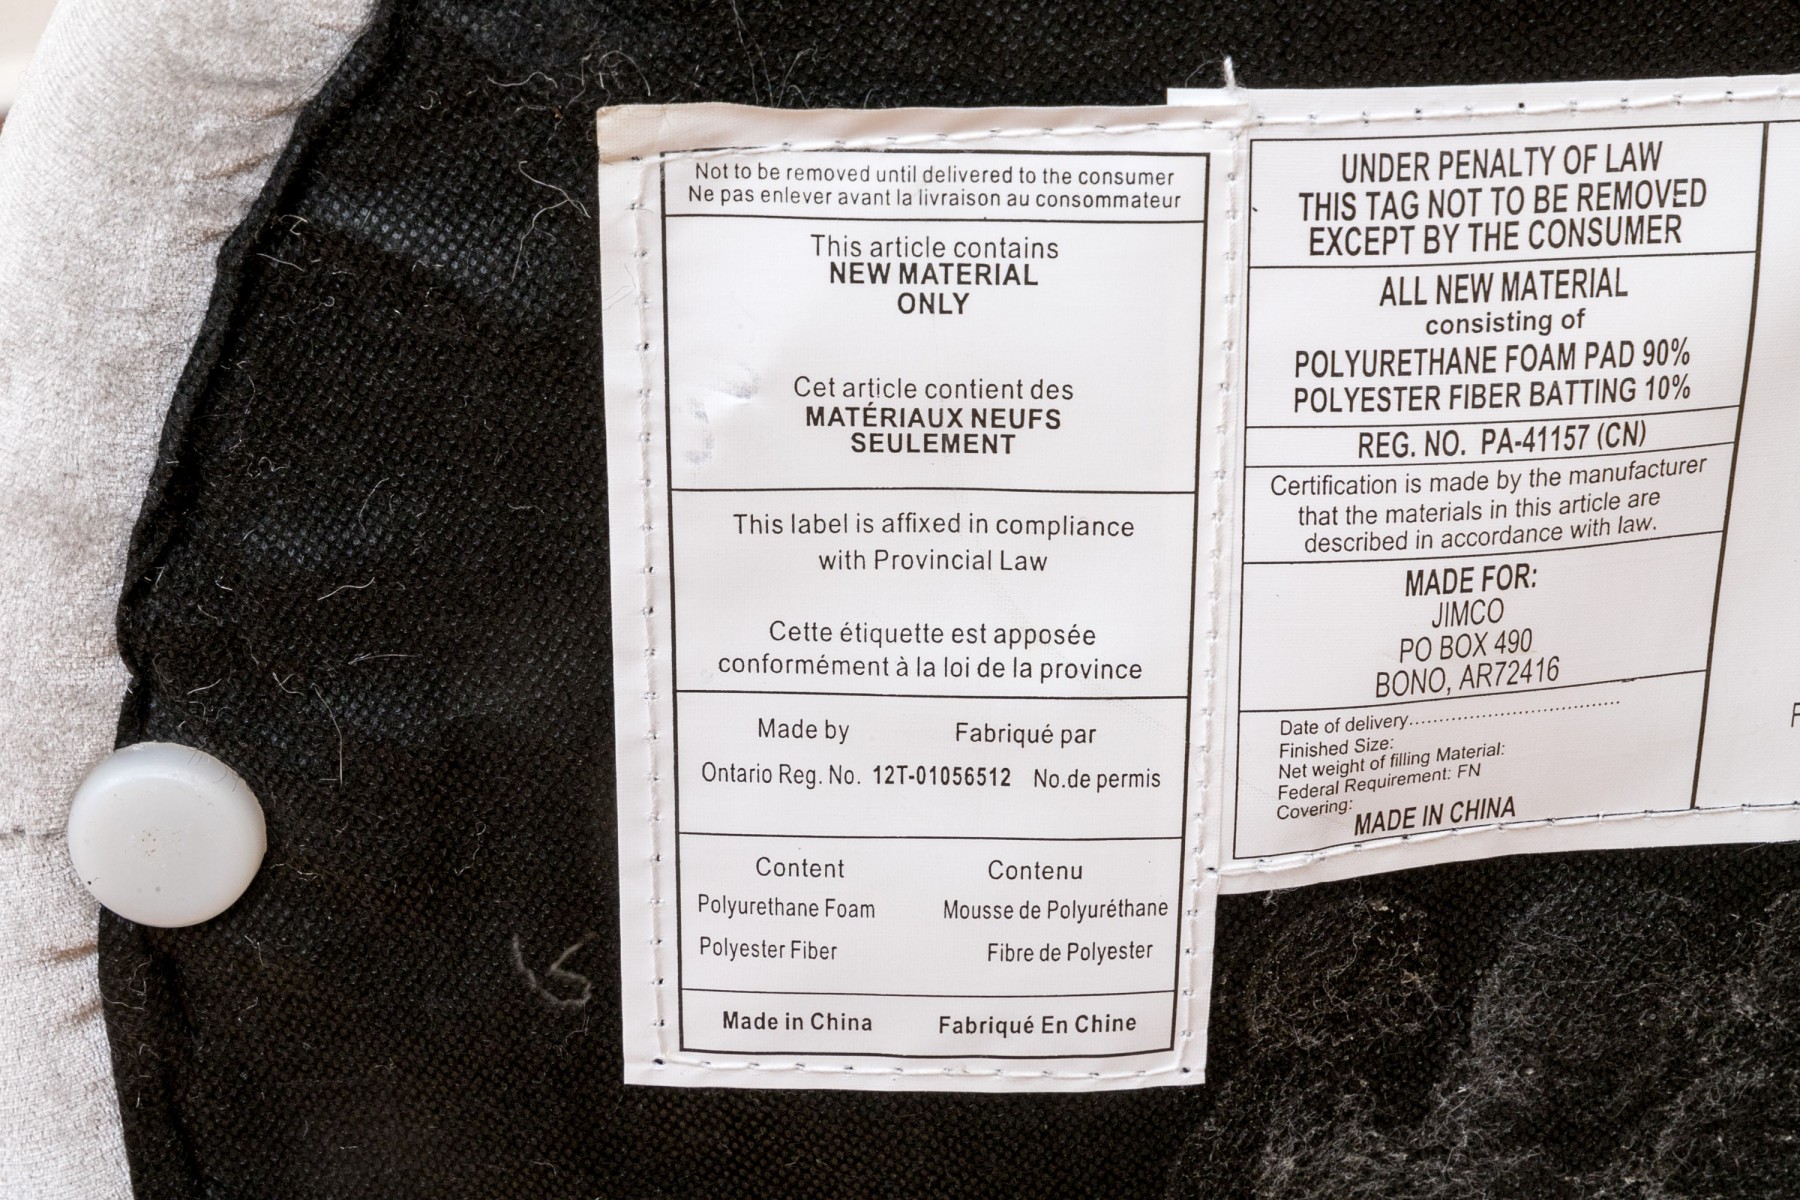 Not to be removed until delivered to the consumer
Ne pas enlever avant la livraison au consommateur
This article contains
NEW MATERIAL
ONLY
Cet article contient des
MATÉRIAUX NEUFS
SEULEMENT
This label is affixed in compliance
with Provincial Law
Cette étiquette est apposée
conformément à la loi de la province
Made by Fabriqué par
Ontario Reg. No. 12T-01056512 No.de permis
Content Contenu
Polyurethane Foam Mousse de Polyuréthane
Polyester Fiber Fibre de Polyester
Made in China Fabriqué En Chine
UNDER PENALTY OF LAW
THIS TAG NOT TO BE REMOVED
EXCEPT BY THE CONSUMER
ALL NEW MATERIAL
consisting of
POLYURETHANE FOAM PAD 90%
POLYESTER FIBER BATTING 10%
REG. NO. PA-41157 (CN)
Certification is made by the manufacturer
that the materials in this article are
described in accordance with law.
MADE FOR:
JIMCO
PO BOX 490
BONO, AR72416
Date of delivery....................................
Finished Size:
Net weight of filling Material:
Federal Requirement: FN
Covering:
MADE IN CHINA